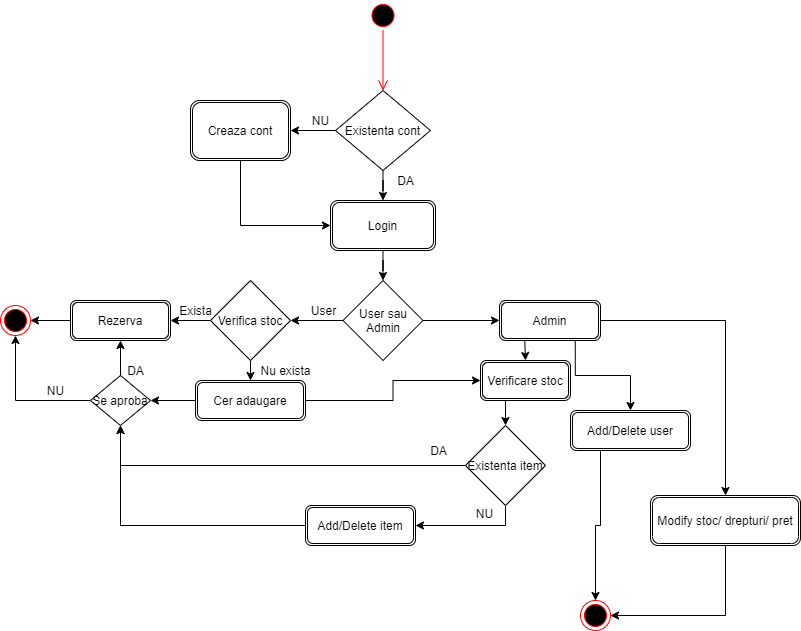 NU
Creaza cont
Existenta cont
DA
Login
Exista
User
Rezerva
Verifica stoc
User sau
Admin
Admin
Nu exista
DA
NU
Se aproba
Cer adaugare
Verificare stoc
Add/Delete user
DA
Existenta item
NU
Add/Delete item
Modify stoc/ drepturi/ pret